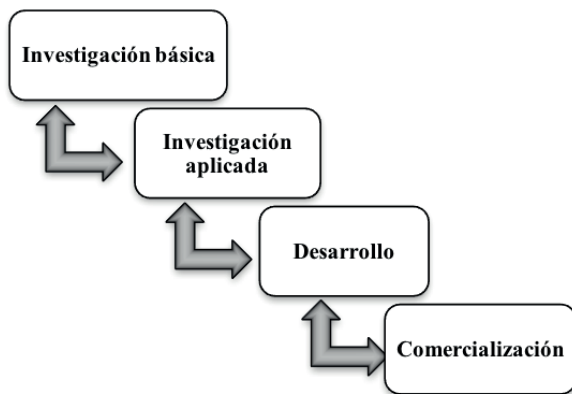 Investigación básica
Investigación
aplicada
Desarrollo
Comercialización